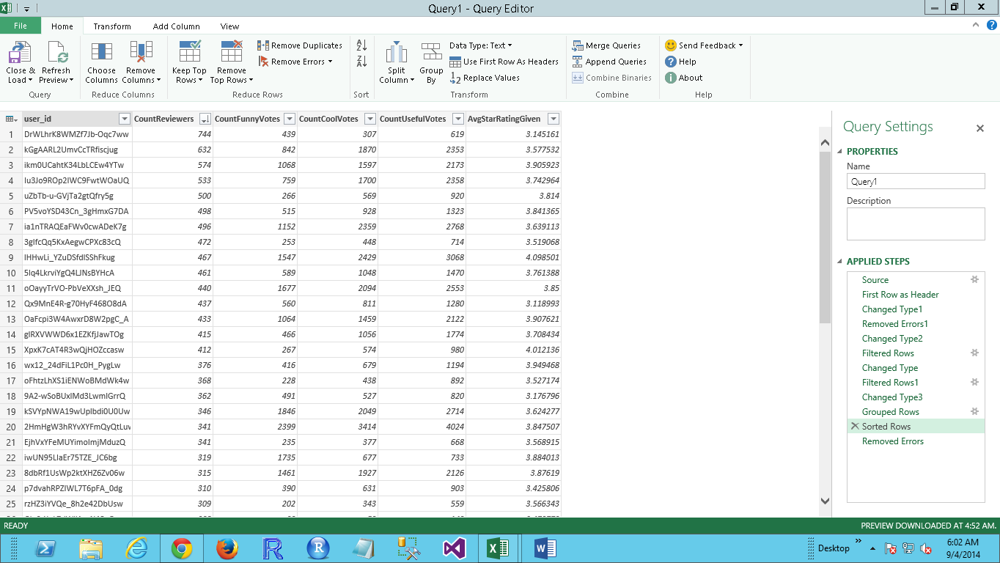 Query1 - Query Editor
File Home Transform Add Column View
Close & Load Refresh Preview Choose Columns Remove Columns Keep Top Rows Remove Top Rows Remove Duplicates Remove Errors Split Column Group By Data Type: Text Use First Row As Headers Replace Values Merge Queries Append Queries Combine Binaries Send Feedback Help About
Query Reduce Columns Reduce Rows Sort Transform Combine Help
user_id CountReviewers CountFunnyVotes CountCoolVotes CountUsefulVotes AvgStarRatingGiven
1 DrWLhrK8WMZf7Jb-Oqc7ww 744 439 307 619 3.145161
2 kGgAARL2UmvCcTRfiscjug 632 842 1870 2353 3.577532
3 ikm0UCahtK34LbLCEw4YTw 574 1068 1597 2173 3.905923
4 Iu3Jo9ROp2IWC9FwtWOaUQ 533 759 1700 2358 3.742964
5 uZbTb-u-GVjTa2gtQfry5g 500 266 569 920 3.814
6 PV5voYSD43Cn_3gHmxG7DA 498 515 928 1323 3.841365
7 ia1nTRAQEaFWv0cwADeK7g 496 1152 2359 2768 3.639113
8 3gIfcQq5KxAegwCPXc83cQ 472 253 448 714 3.519068
9 IHHwLi_YZuDSfdISShFkug 467 1547 2429 3068 4.098501
10 5lq4LkrviYgQ4LJNsBYHcA 461 589 1048 1470 3.761388
11 oOayyTrVO-PbVeXXsh_JEQ 440 1677 2094 2553 3.85
12 Qx9MnE4R-g70HyF468O8dA 437 560 811 1280 3.118993
13 OaFcpi3W4AwxrD8W2pgC_A 433 1064 1459 2122 3.907621
14 glRXVWWD6x1EZKfjJawTOg 415 466 1056 1774 3.708434
15 XpxK7cAT4R3wQjHOZccasw 412 267 574 980 4.012136
16 wx12_24dFiL1Pc0H_PygLw 376 416 679 1194 3.949468
17 oFhtzLhXS1iENWoBMdWk4w 368 228 438 892 3.527174
18 9A2-wSoBUxlMd3LwmlGrrQ 362 491 527 820 3.176796
19 kSVYpNWA19wUplbdi0U0Uw 346 1846 2049 2714 3.624277
20 2HmHgW3hRYvXYFmQyQtLuw 341 2399 3414 4024 3.847507
21 EjhVxYFeMUYimoImjMduzQ 341 235 377 668 3.568915
22 iwUN95LIaEr75TZE_JC6bg 319 1735 677 733 3.884013
23 8dbRf1UsWp2ktXHZ6Zv06w 315 1461 1927 2126 3.87619
24 p7dvahRPZIWL7T6pFA_0dg 310 390 631 903 3.425806
25 rzHZ3iYVQe_8h2e42DbUsw 309 202 343 559 3.566343
Query Settings
PROPERTIES
Name
Query1
Description
APPLIED STEPS
Source
First Row as Header
Changed Type1
Removed Errors1
Changed Type2
Filtered Rows
Changed Type
Filtered Rows1
Changed Type3
Grouped Rows
Sorted Rows
Removed Errors
READY PREVIEW DOWNLOADED AT 4:52 AM.
Desktop
6:02 AM
9/4/2014